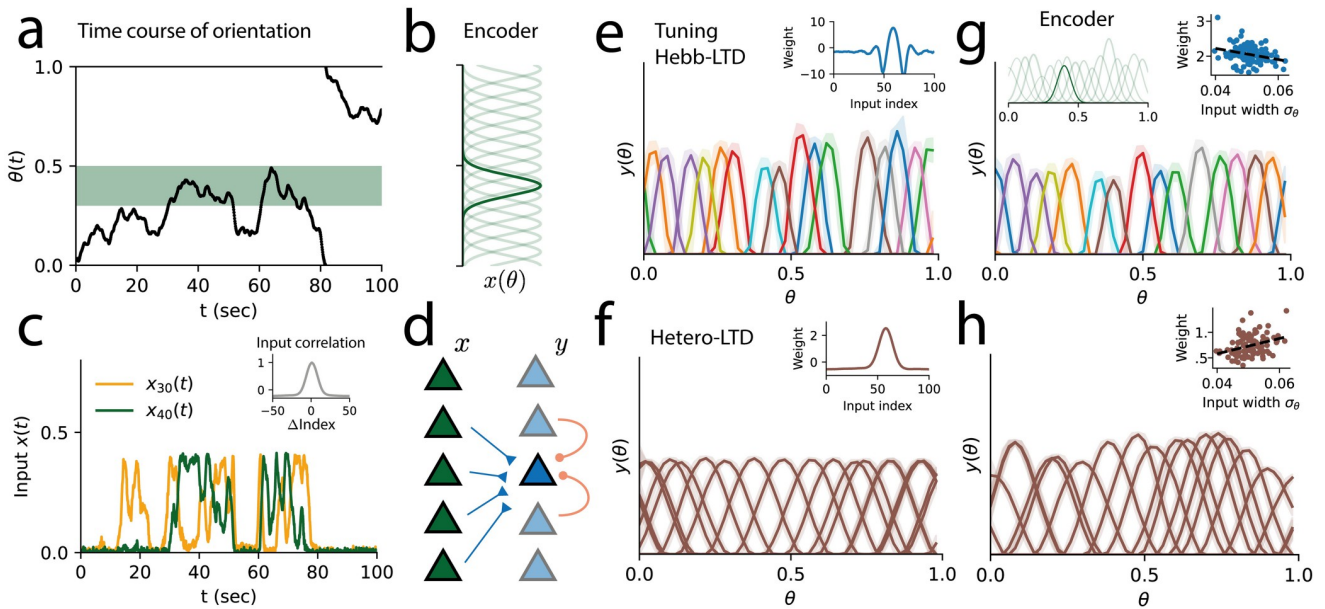 a
Time course of orientation
1.0
0.5
0.0
θ(t)
0
20
40
60
80
100
t (sec)
b
Encoder
x(θ)
c
Input correlation
1
0
−50
0
50
ΔIndex
x30(t)
x40(t)
0.5
0.0
Input x(t)
0
20
40
60
80
100
t (sec)
d
x
y
e
Tuning
Hebb-LTD
10
0
−10
Weight
0
50
100
Input index
y(θ)
0.0
0.5
1.0
θ
f
Hetero-LTD
2
0
Weight
0
50
100
Input index
y(θ)
0.0
0.5
1.0
θ
g
Encoder
0.0
0.5
1.0
3
2
Weight
0.04
0.06
Input width σθ
y(θ)
0.0
0.5
1.0
θ
h
1.
.5
Weight
0.04
0.06
Input width σθ
y(θ)
0.0
0.5
1.0
θ